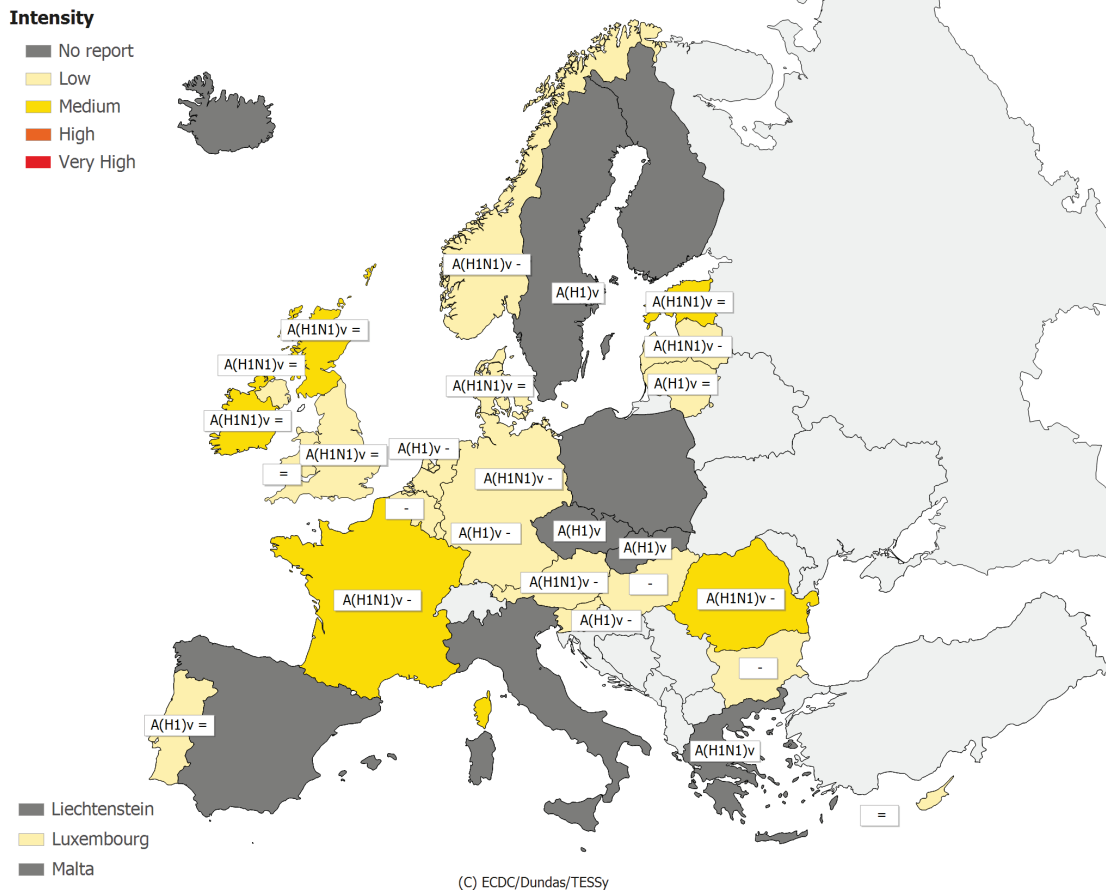 Intensity
No report
Low
Medium
High
Very High
A(H1N1)v -
A(H1)v
A(H1N1)v =
A(H1N1)v =
A(H1N1)v -
A(H1N1)v =
A(H1)v =
A(H1N1)v =
A(H1N1)v =
A(H1)v -
A(H1N1)v =
=
A(H1N1)v -
-
A(H1)v -
A(H1)v
A(H1)v
A(H1N1)v -
-
A(H1N1)v -
A(H1N1)v -
A(H1)v -
-
A(H1)v =
A(H1N1)v
=
Liechtenstein
Luxembourg
Malta
(C) ECDC/Dundas/TESSy